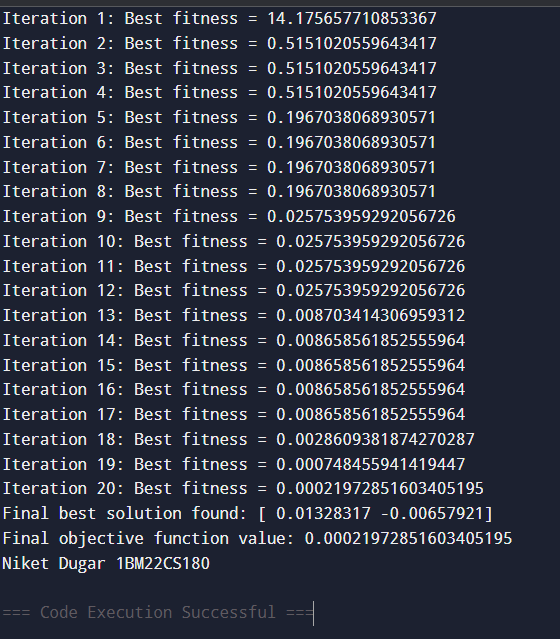 Iteration 1: Best fitness = 14.175657710853367
Iteration 2: Best fitness = 0.5151020559643417
Iteration 3: Best fitness = 0.5151020559643417
Iteration 4: Best fitness = 0.5151020559643417
Iteration 5: Best fitness = 0.1967038068930571
Iteration 6: Best fitness = 0.1967038068930571
Iteration 7: Best fitness = 0.1967038068930571
Iteration 8: Best fitness = 0.1967038068930571
Iteration 9: Best fitness = 0.025753959292056726
Iteration 10: Best fitness = 0.025753959292056726
Iteration 11: Best fitness = 0.025753959292056726
Iteration 12: Best fitness = 0.025753959292056726
Iteration 13: Best fitness = 0.008703414306959312
Iteration 14: Best fitness = 0.008658561852555964
Iteration 15: Best fitness = 0.008658561852555964
Iteration 16: Best fitness = 0.008658561852555964
Iteration 17: Best fitness = 0.008658561852555964
Iteration 18: Best fitness = 0.0028609381874270287
Iteration 19: Best fitness = 0.000748455941419447
Iteration 20: Best fitness = 0.00021972851603405195
Final best solution found: [ 0.01328317 -0.00657921]
Final objective function value: 0.00021972851603405195
Niket Dugar 1BM22CS180
=== Code Execution Successful ===